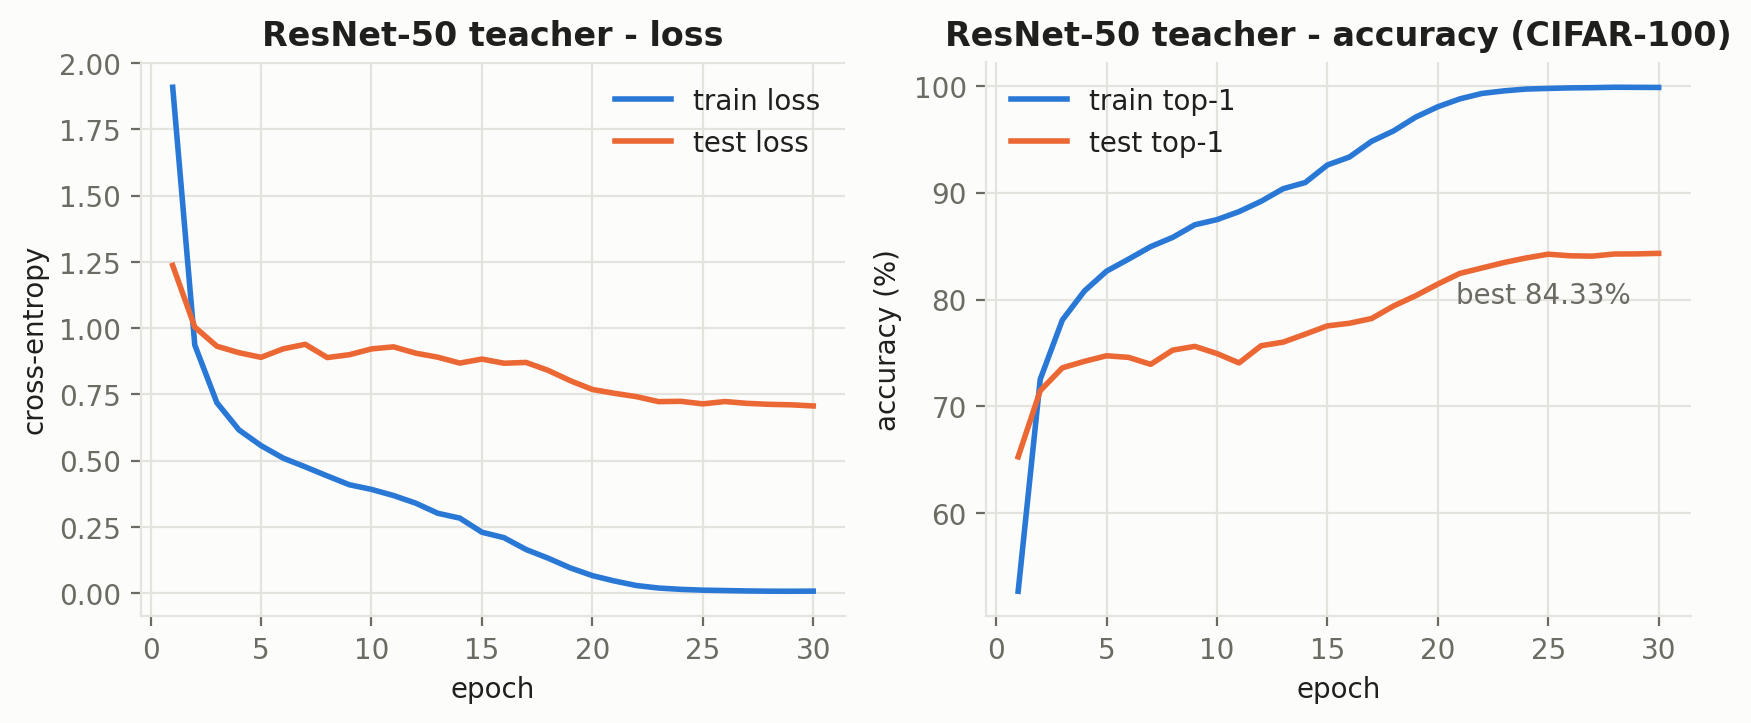 ResNet-50 teacher - loss
2.00
1.75
1.50
1.25
1.00
0.75
0.50
0.25
0.00
cross-entropy
train loss
test loss
0
5
10
15
20
25
30
epoch
ResNet-50 teacher - accuracy (CIFAR-100)
100
90
80
70
60
accuracy (%)
train top-1
test top-1
best 84.33%
0
5
10
15
20
25
30
epoch